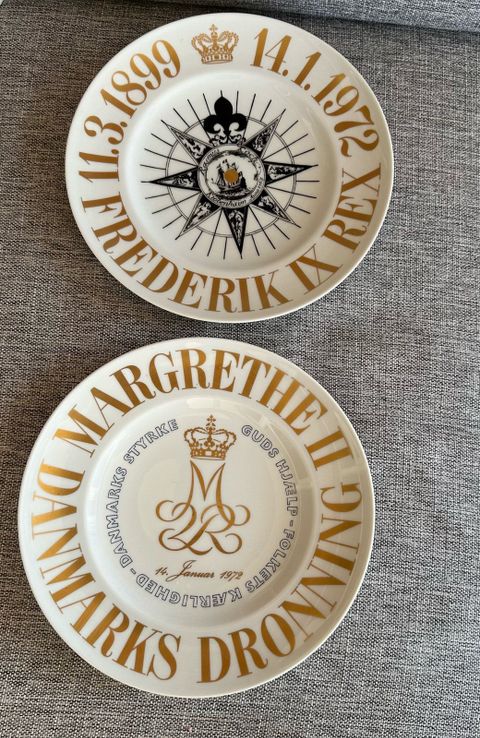 11.3.1899
14.1.1972
FREDERIK IX REX
København
MARGRETHE II
DANMARKS DRONNING
GUDS HJÆLP - FOLKETS KÆRLIGHED - DANMARKS STYRKE
14. Januar 1972